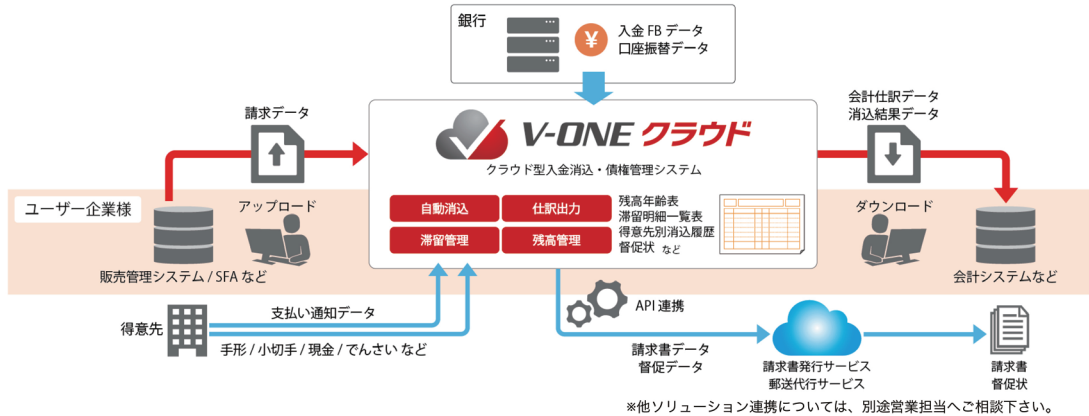 銀行
¥
入金 FB データ
口座振替データ
請求データ
会計仕訳データ
消込結果データ
V-ONE クラウド
クラウド型入金消込・債権管理システム
ユーザー企業様
アップロード
ダウンロード
自動消込
仕訳出力
滞留管理
残高管理
残高年齢表
滞留明細一覧表
得意先別消込履歴
督促状 など
販売管理システム / SFA など
会計システムなど
得意先
支払い通知データ
手形 / 小切手 / 現金 / でんさい など
API 連携
請求書データ
督促データ
請求書発行サービス
郵送代行サービス
請求書
督促状
※他ソリューション連携については、別途営業担当へご相談下さい。